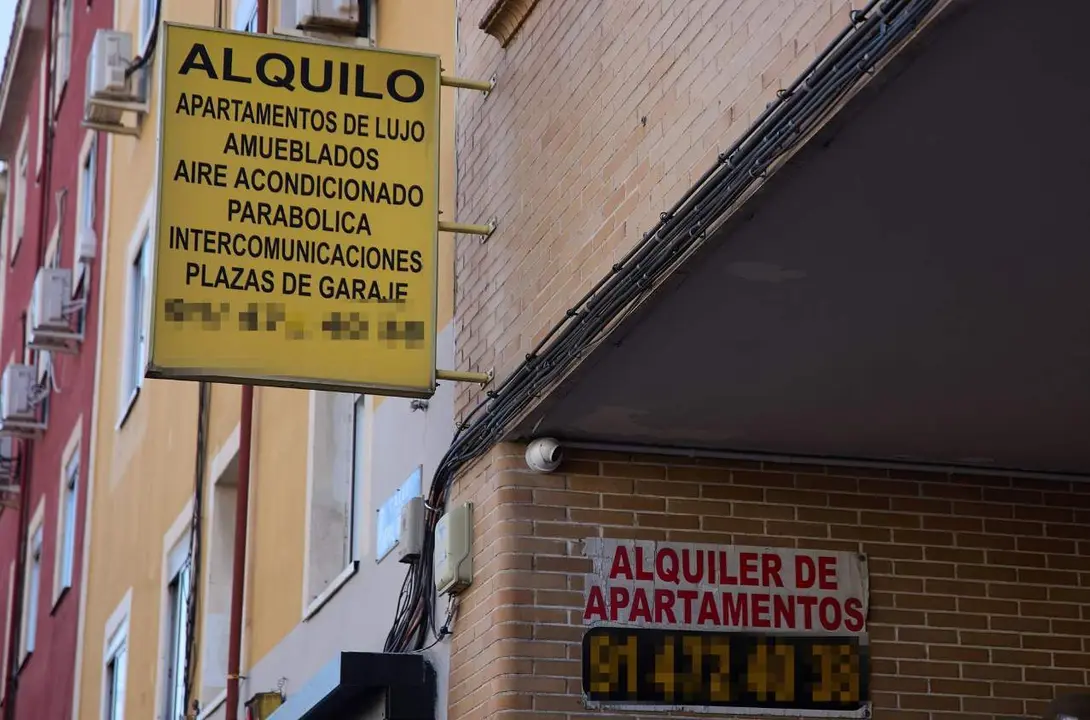 ALQUILO
APARTAMENTOS DE LUJO
AMUEBLADOS
AIRE ACONDICIONADO
PARABOLICA
INTERCOMUNICACIONES
PLAZAS DE GARAJE
ALQUILER DE
APARTAMENTOS